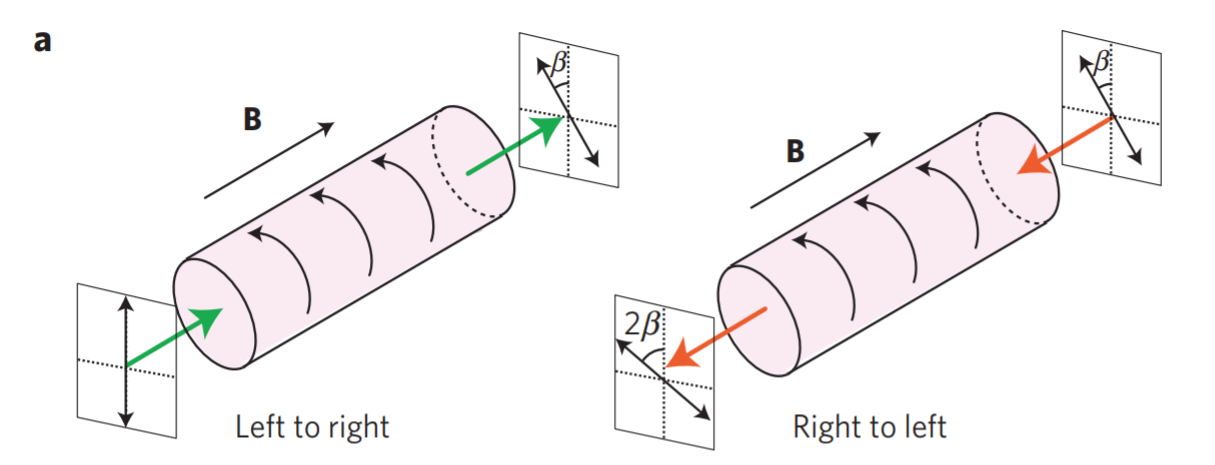 a
B
β
Left to right
B
β
2β
Right to left